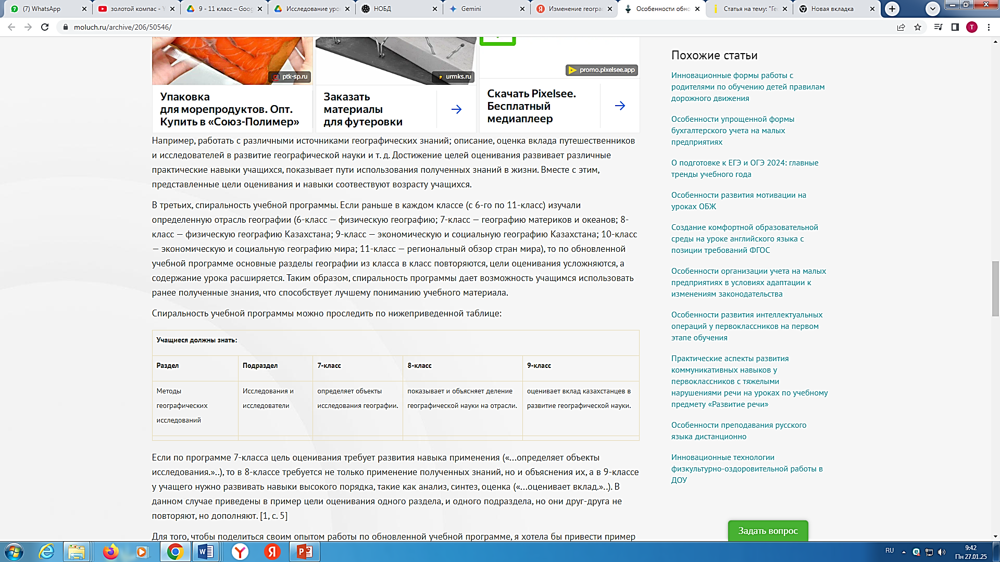 (7) WhatsApp
золотой компас - Y
9 - 11 класс – Goog
Исследование уро
НОБД
Gemini
Изменение геогра
Особенности обно
Статья на тему: "Ге
Новая вкладка
moluch.ru/archive/206/50546/
T
ptk-sp.ru
urmks.ru
promo.pixelsee.app
Упаковка
для морепродуктов. Опт.
Купить в «Союз-Полимер»
Заказать
материалы
для футеровки
Скачать Pixelsee.
Бесплатный
медиаплеер
Например, работать с различными источниками географических знаний; описание, оценка вклада путешественников
и исследователей в развитие географической науки и т. д. Достижение целей оценивания развивает различные
практические навыки учащихся, показывает пути использования полученных знаний в жизни. Вместе с этим,
представленные цели оценивания и навыки соотвествуют возрасту учащихся.
В третьих, спиральность учебной программы. Если раньше в каждом классе (с 6-го по 11-класс) изучали
определенную отрасль географии (6-класс — физическую географию; 7-класс — географию материков и океанов; 8-
класс — физическую географию Казахстана; 9-класс — экономическую и социальную географию Казахстана; 10-класс
— экономическую и социальную географию мира; 11-класс — региональный обзор стран мира), то по обновленной
учебной программе основные разделы географии из класса в класс повторяются, цели оценивания усложняются, а
содержание урока расширяется. Таким образом, спиральность программы дает возможность учащимся использовать
ранее полученные знания, что способствует лучшему пониманию учебного материала.
Спиральность учебной программы можно проследить по нижеприведенной таблице:
Учащиеся должны знать:
Раздел
Подраздел
7-класс
8-класс
9-класс
Методы
географических
исследований
Исследования и
исследователи
определяет объекты
исследования географии.
показывает и объясняет деление
географической науки на отрасли.
оценивает вклад казахстанцев в
развитие географической науки.
Если по программе 7-класса цель оценивания требует развития навыка применения («...определяет объекты
исследования.»..), то в 8-классе требуется не только применение полученных знаний, но и объяснения их, а в 9-классе
у учащего нужно развивать навыки высокого порядка, такие как анализ, синтез, оценка («...оценивает вклад.»..). В
данном случае приведены в пример цели оценивания одного раздела, и одного подраздела, но они друг-друга не
повторяют, но дополняют. [1, с. 5]
Для того, чтобы поделиться своим опытом работы по обновленной учебной программе, я хотела бы привести пример
Похожие статьи
Инновационные формы работы с
родителями по обучению детей правилам
дорожного движения
Особенности упрощенной формы
бухгалтерского учета на малых
предприятиях
О подготовке к ЕГЭ и ОГЭ 2024: главные
тренды учебного года
Особенности развития мотивации на
уроках ОБЖ
Создание комфортной образовательной
среды на уроке английского языка с
позиции требований ФГОС
Особенности организации учета на малых
предприятиях в условиях адаптации к
изменениям законодательства
Особенности развития интеллектуальных
операций у первоклассников на первом
этапе обучения
Практические аспекты развития
коммуникативных навыков у
первоклассников с тяжелыми
нарушениями речи на уроках по учебному
предмету «Развитие речи»
Особенности преподавания русского
языка дистанционно
Инновационные технологии
физкультурно-оздоровительной работы в
ДОУ
Задать вопрос
RU
9:42
Пн 27.01.25